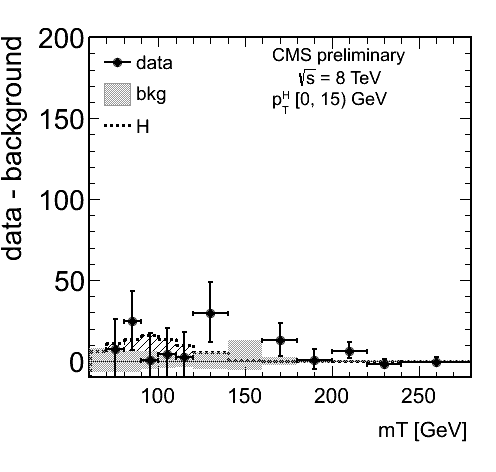 data - background
200
150
100
50
0
data
bkg
H
CMS preliminary
√s = 8 TeV
p_T^H [0, 15) GeV
100
150
200
250
mT [GeV]